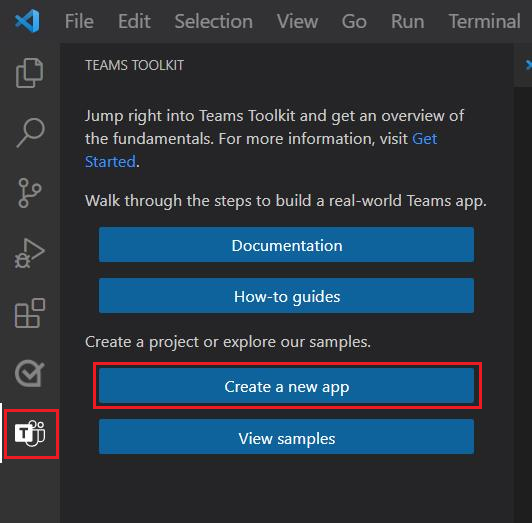 File Edit Selection View Go Run Terminal
TEAMS TOOLKIT
Jump right into Teams Toolkit and get an overview of
the fundamentals. For more information, visit Get
Started.
Walk through the steps to build a real-world Teams app.
Documentation
How-to guides
Create a project or explore our samples.
Create a new app
T
View samples